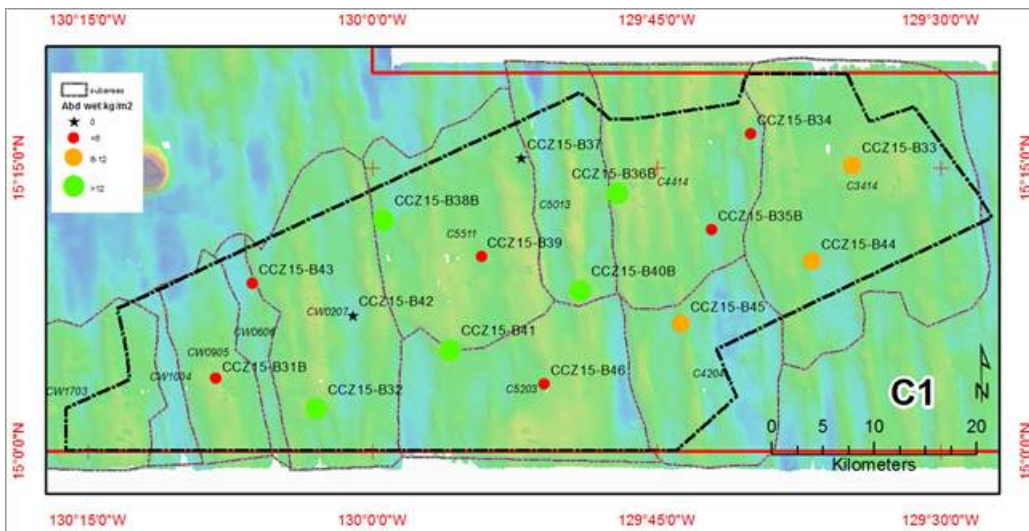 130°15'0"W 130°0'0"W 129°45'0"W 129°30'0"W
subareas
Abd wet kg/m2
0
<6
6-12
>12
15°15'0"N
15°15'0"N
CCZ15-B34
CCZ15-B37
CCZ15-B33
CCZ15-B36B
C4414
C3414
CCZ15-B38B
C5013
CCZ15-B35B
C5511
CCZ15-B39
CCZ15-B44
CCZ15-B43
CCZ15-B40B
CCZ15-B42
CW0207
CCZ15-B45
CW0606
CCZ15-B41
CW0905
CW1004
CCZ15-B31B
CCZ15-B46
C4204
CW1703
C5203
CCZ15-B32
C1
N
0 5 10 20
Kilometers
15°0'0"N
15°0'0"N
130°15'0"W 130°0'0"W 129°45'0"W 129°30'0"W